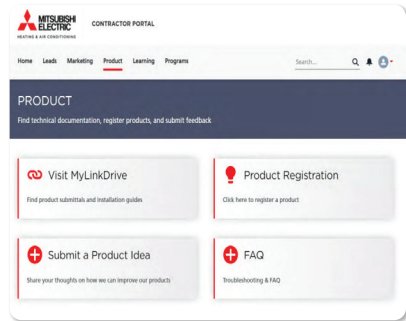 MITSUBISHI
ELECTRIC
HEATING & AIR CONDITIONING
CONTRACTOR PORTAL
Home Leads Marketing Product Learning Programs Search...
PRODUCT
Find technical documentation, register products, and submit feedback
Visit MyLinkDrive
Find product submittals and installation guides
Product Registration
Click here to register a product
Submit a Product Idea
Share your thoughts on how we can improve our products
FAQ
Troubleshooting & FAQ